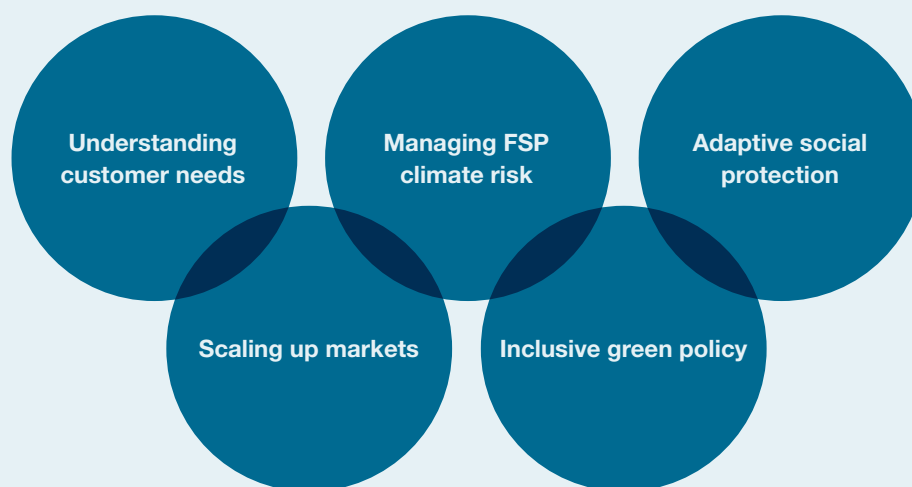 Understanding
customer needs
Managing FSP
climate risk
Adaptive social
protection
Scaling up markets
Inclusive green policy